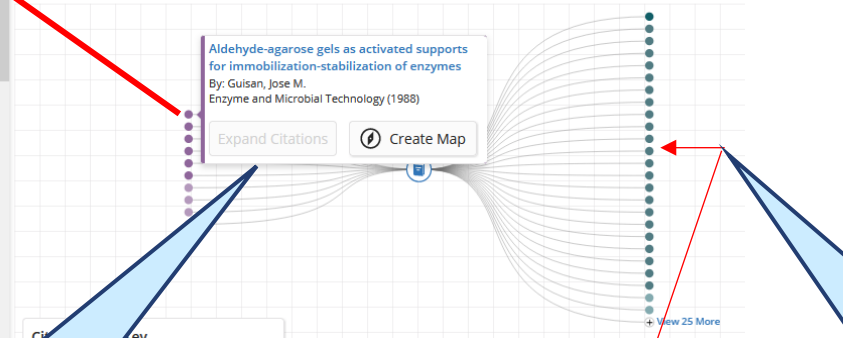 Aldehyde-agarose gels as activated supports
for immobilization-stabilization of enzymes
By: Guisan, Jose M.
Enzyme and Microbial Technology (1988)
Expand Citations
Create Map
View 25 More